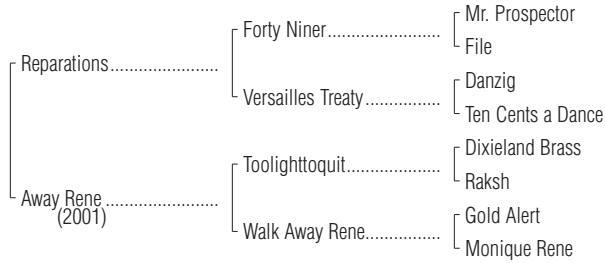 Mr. Prospector
Forty Niner........................
File
Reparations.......................
Danzig
Versailles Treaty................
Ten Cents a Dance
Dixieland Brass
Toolighttoquit....................
Raksh
Away Rene ........................
(2001)
Gold Alert
Walk Away Rene................
Monique Rene